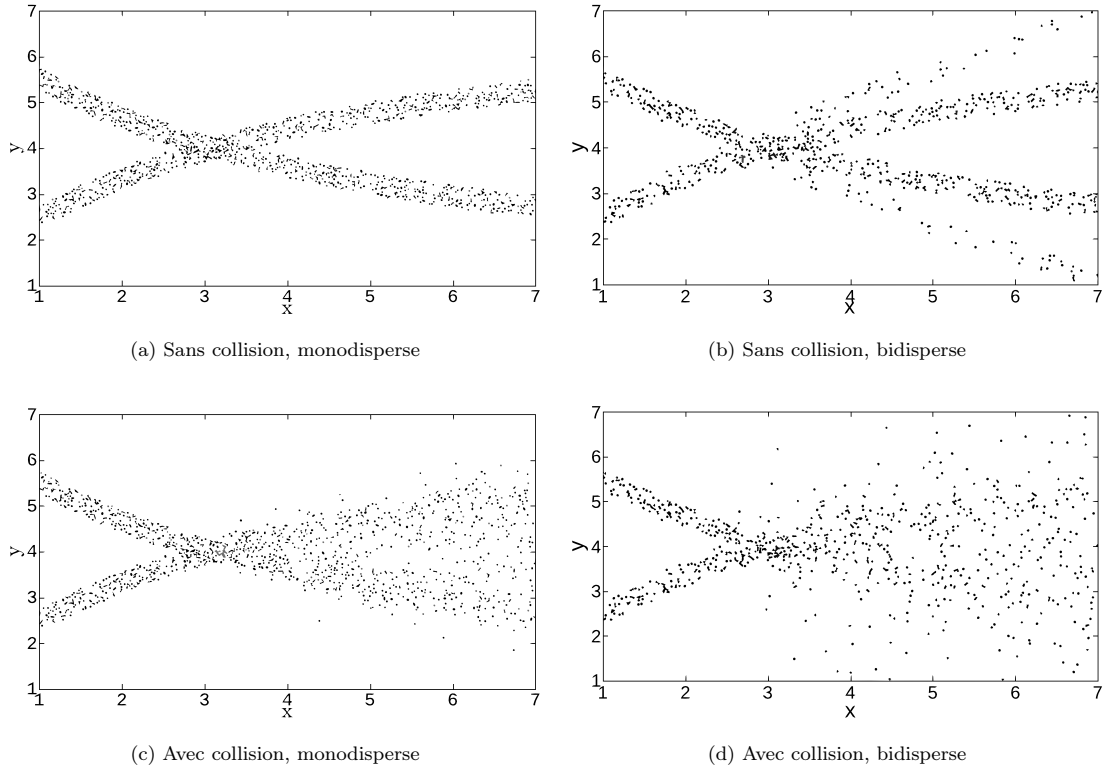 7
6
5
4
3
2
1
y
1 2 3 4 5 6 7
x
(a) Sans collision, monodisperse
7
6
5
4
3
2
1
y
1 2 3 4 5 6 7
x
(b) Sans collision, bidisperse
7
6
5
4
3
2
1
y
1 2 3 4 5 6 7
x
(c) Avec collision, monodisperse
7
6
5
4
3
2
1
y
1 2 3 4 5 6 7
x
(d) Avec collision, bidisperse